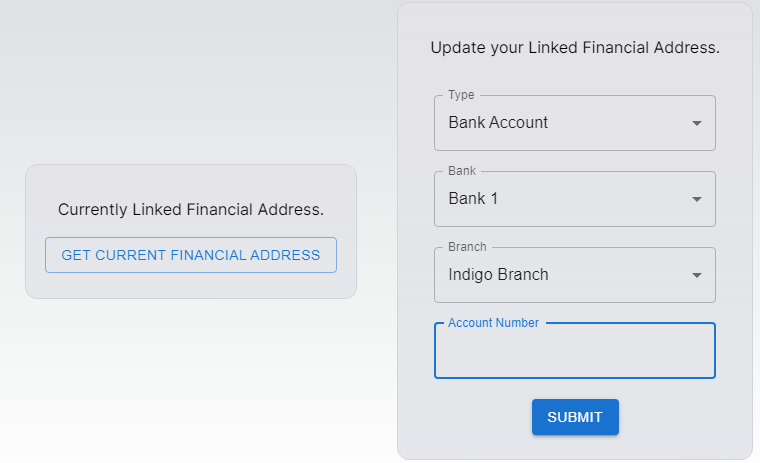 Currently Linked Financial Address.
GET CURRENT FINANCIAL ADDRESS
Update your Linked Financial Address.
Type
Bank Account
Bank
Bank 1
Branch
Indigo Branch
Account Number
SUBMIT